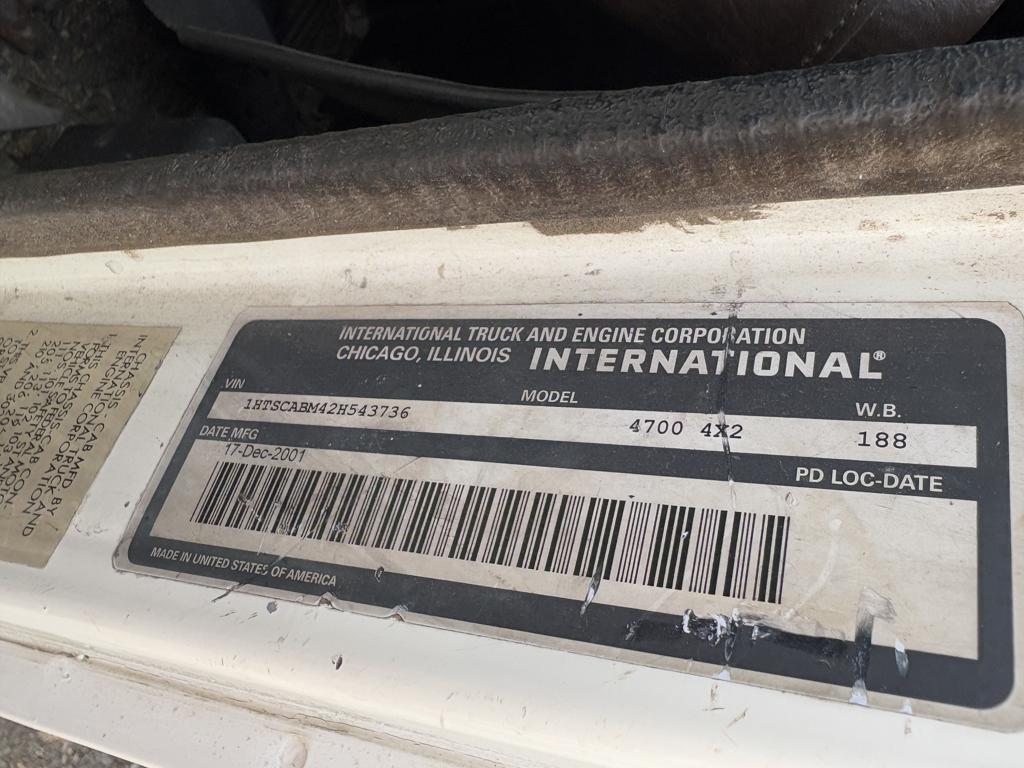 INTERNATIONAL TRUCK AND ENGINE CORPORATION
CHICAGO, ILLINOIS INTERNATIONAL®
VIN MODEL W.B.
1HTSCABM42H543736 4700 4X2 188
DATE MFG PD LOC-DATE
17-Dec-2001
MADE IN UNITED STATES OF AMERICA